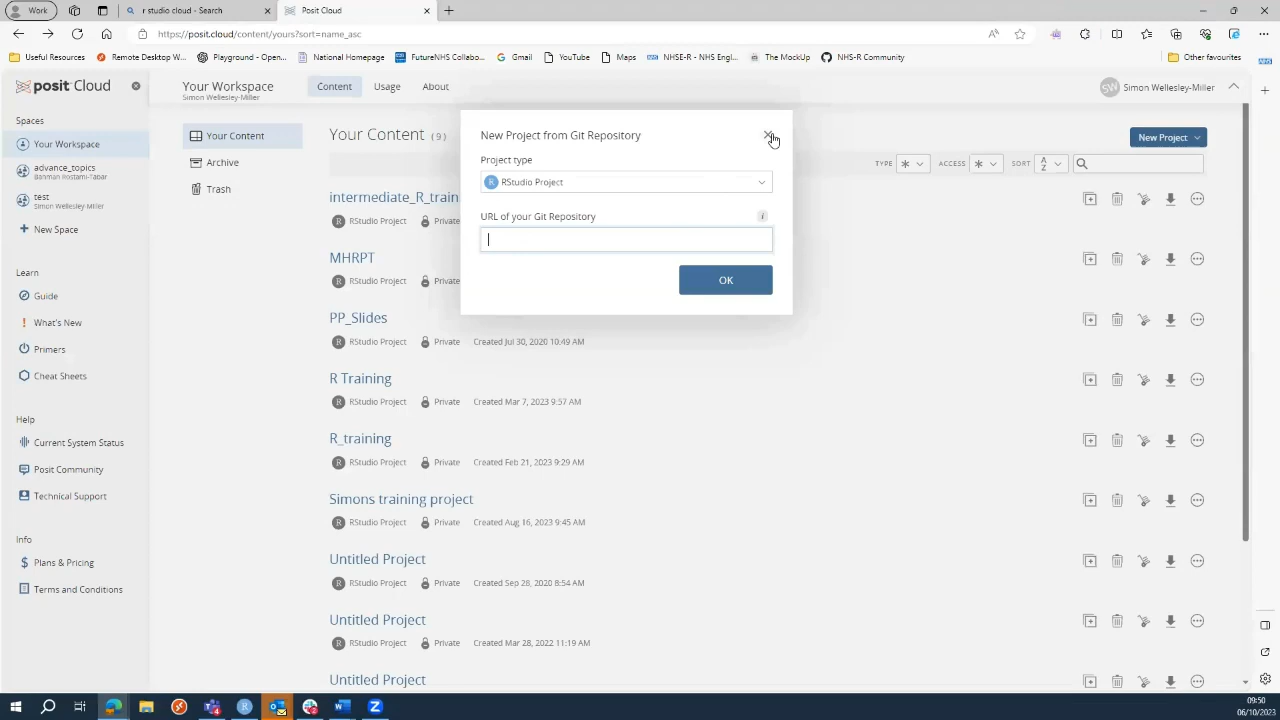 Work
r studio cloud - Search
Posit Cloud
https://posit.cloud/content/yours?sort=name_asc
Useful Resources
Remote Desktop W...
Playground - Open...
National Homepage
FutureNHS Collabo...
Gmail
YouTube
Maps
NHSE-R - NHS Engl...
The MockUp
NHS-R Community
Other favourites
posit Cloud
Your Workspace
Simon Wellesley-Miller
Content
Usage
About
SW
Simon Wellesley-Miller
Spaces
Your Workspace
advance_topics
Bahman Rostami-Tabar
test
Simon Wellesley-Miller
New Space
Learn
Guide
What's New
Primers
Cheat Sheets
Help
Current System Status
Posit Community
Technical Support
Info
Plans & Pricing
Terms and Conditions
Your Content
Archive
Trash
Your Content (9)
New Project
TYPE
ACCESS
SORT
A
Z
New Project from Git Repository
Project type
R RStudio Project
URL of your Git Repository
i
OK
intermediate_R_train
R RStudio Project Private
MHRPT
R RStudio Project Private
PP_Slides
R RStudio Project Private Created Jul 30, 2020 10:49 AM
R Training
R RStudio Project Private Created Mar 7, 2023 9:57 AM
R_training
R RStudio Project Private Created Feb 21, 2023 9:29 AM
Simons training project
R RStudio Project Private Created Aug 16, 2023 9:45 AM
Untitled Project
R RStudio Project Private Created Sep 28, 2020 8:54 AM
Untitled Project
R RStudio Project Private Created Mar 28, 2022 11:19 AM
Untitled Project
09:50
06/10/2023